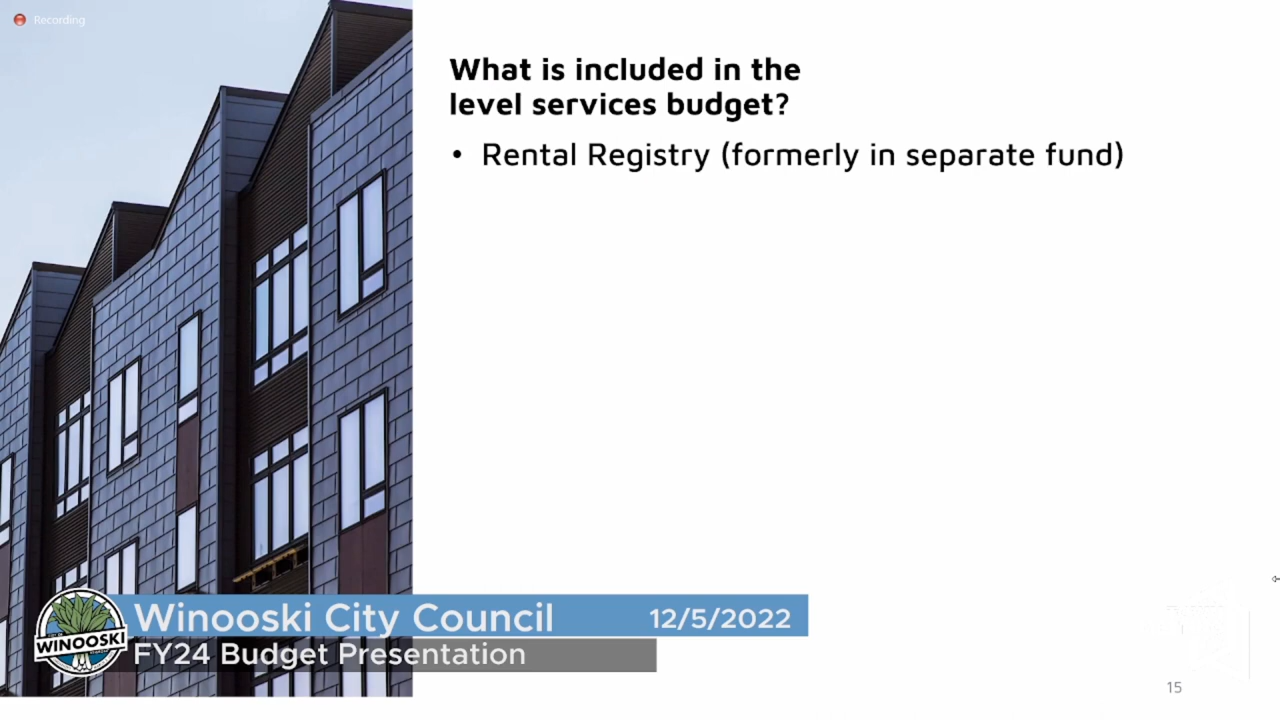 Recording
What is included in the
level services budget?
• Rental Registry (formerly in separate fund)
WINOOSKI
Winooski City Council 12/5/2022
FY24 Budget Presentation
15